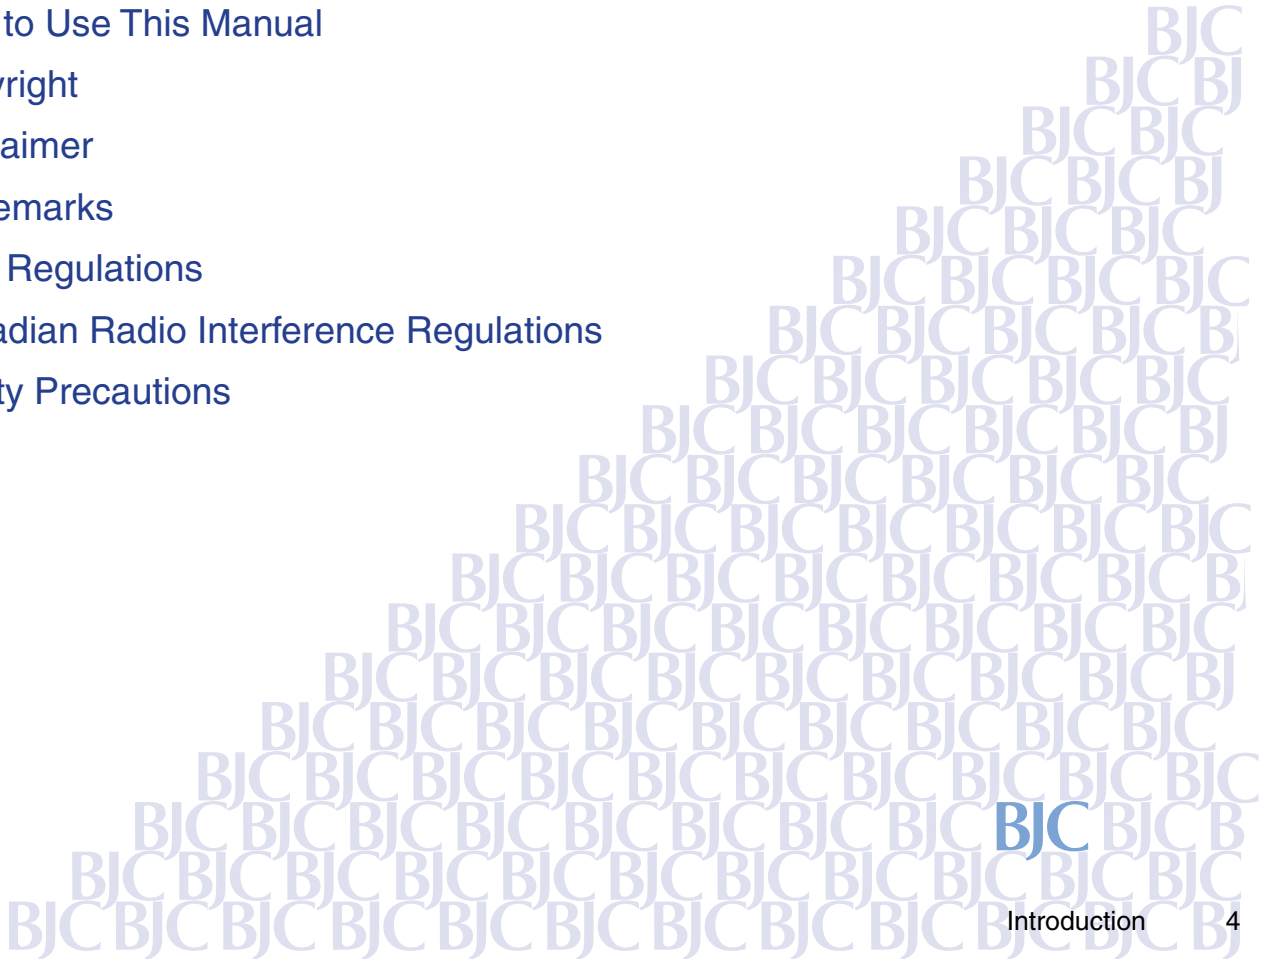 to Use This Manual
yright
aimer
emarks
Regulations
adian Radio Interference Regulations
ty Precautions
BJC
Introduction 4